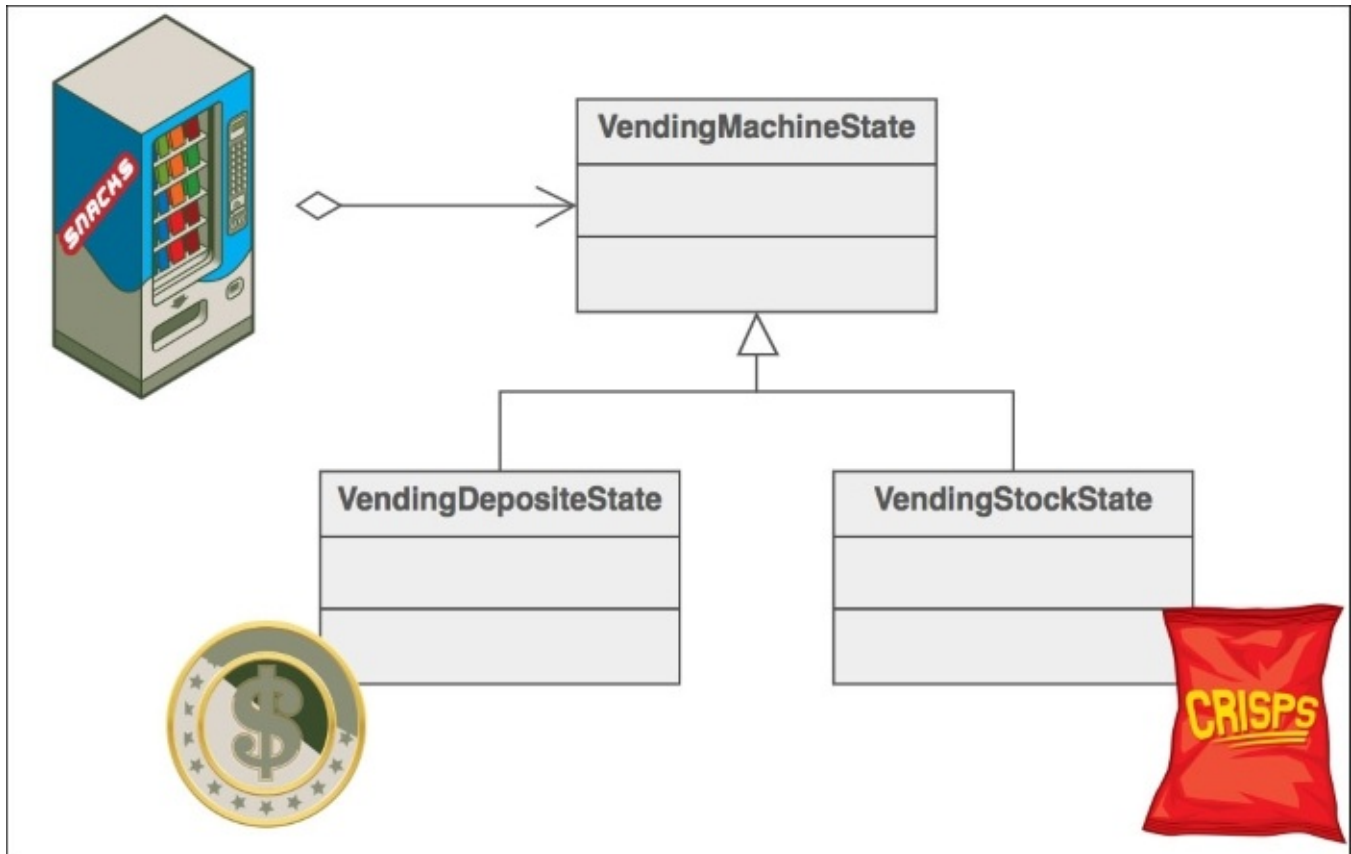 SNACKS
VendingMachineState
VendingDepositeState
VendingStockState
$
CRISPS